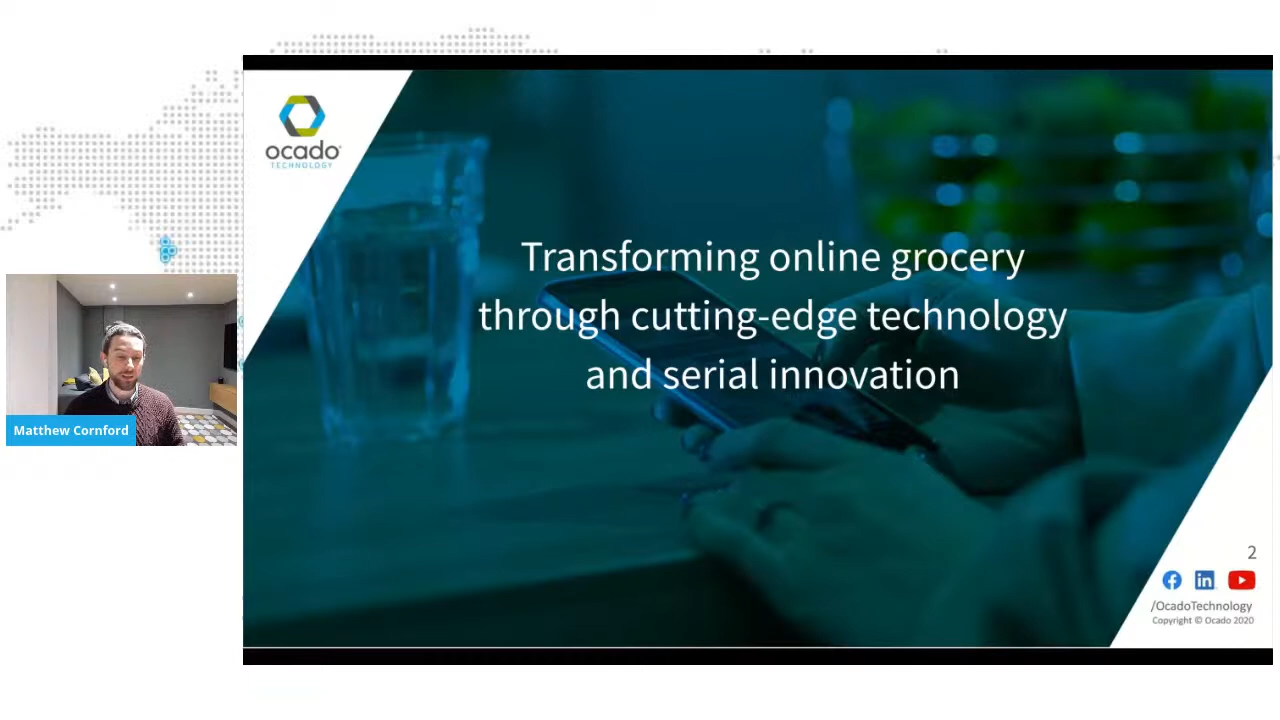 ocado
TECHNOLOGY
Transforming online grocery
through cutting-edge technology
and serial innovation
Matthew Cornford
2
in
/OcadoTechnology
Copyright © Ocado 2020